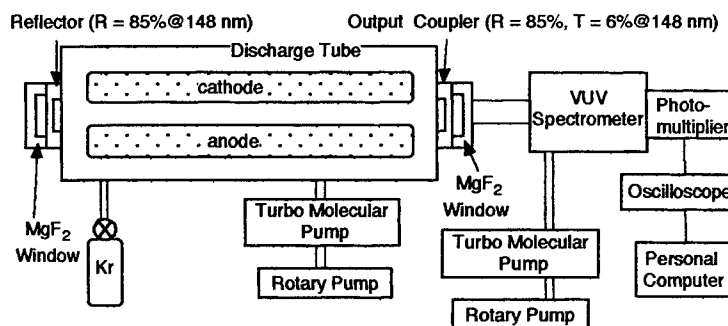 Reflector (R = 85%@148 nm)
Output Coupler (R = 85%, T = 6%@148 nm)
Discharge Tube
cathode
anode
VUV
Spectrometer
Photo-
multiplier
MgF2
Window
Oscilloscope
MgF2
Window
Kr
Turbo Molecular
Pump
Rotary Pump
Turbo Molecular
Pump
Rotary Pump
Personal
Computer